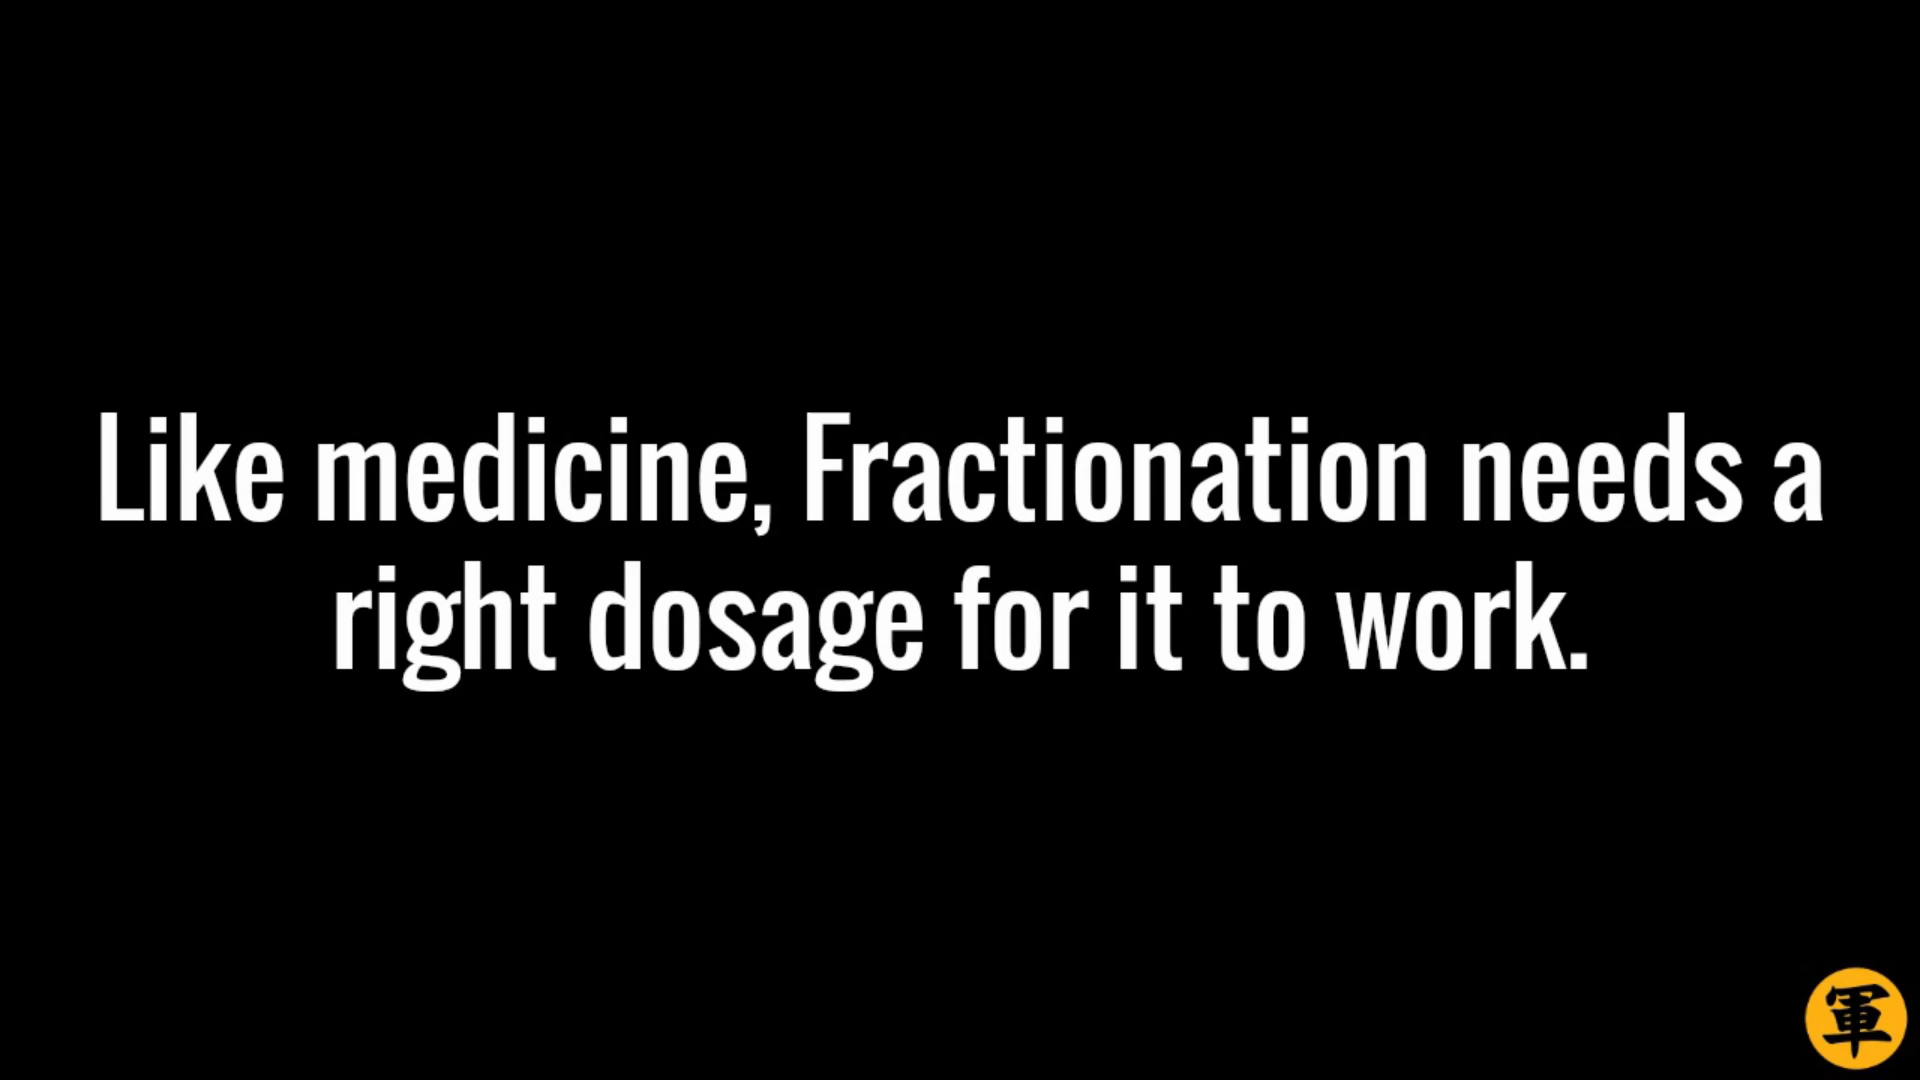 Like medicine, Fractionation needs a
right dosage for it to work.
軍